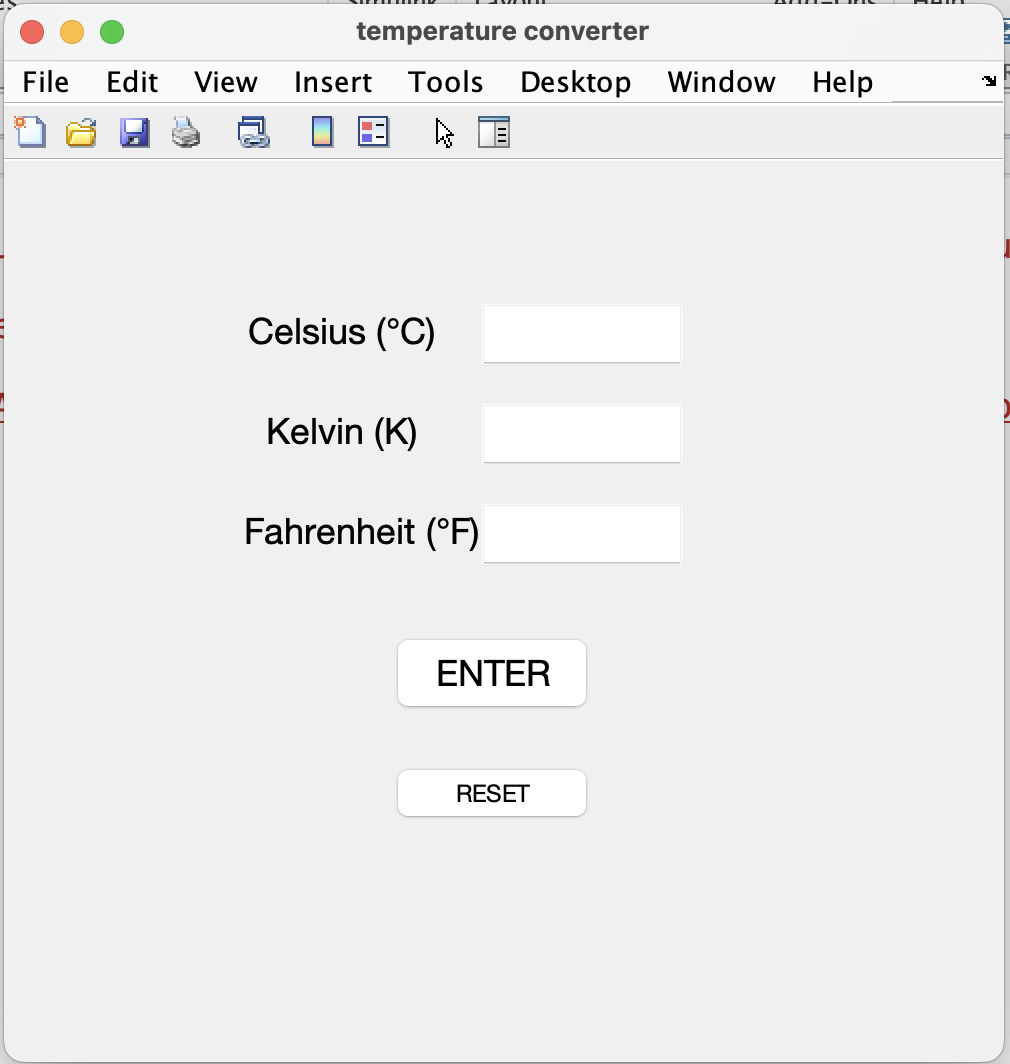 temperature converter
File Edit View Insert Tools Desktop Window Help
Celsius (°C)
Kelvin (K)
Fahrenheit (°F)
ENTER
RESET